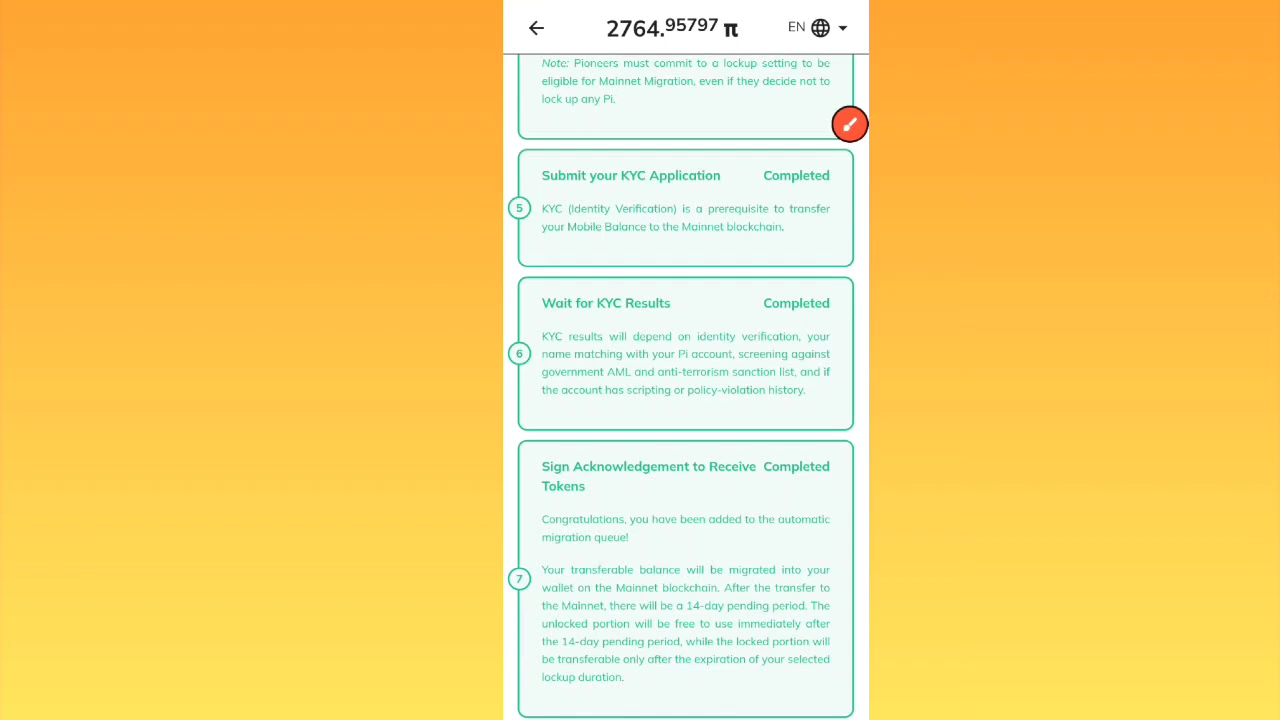 2764.95797 π
EN
Note: Pioneers must commit to a lockup setting to be
eligible for Mainnet Migration, even if they decide not to
lock up any Pi.
Submit your KYC Application Completed
5
KYC (Identity Verification) is a prerequisite to transfer
your Mobile Balance to the Mainnet blockchain.
Wait for KYC Results Completed
6
KYC results will depend on identity verification, your
name matching with your Pi account, screening against
government AML and anti-terrorism sanction list, and if
the account has scripting or policy-violation history.
Sign Acknowledgement to Receive Completed
Tokens
Congratulations, you have been added to the automatic
migration queue!
7
Your transferable balance will be migrated into your
wallet on the Mainnet blockchain. After the transfer to
the Mainnet, there will be a 14-day pending period. The
unlocked portion will be free to use immediately after
the 14-day pending period, while the locked portion will
be transferable only after the expiration of your selected
lockup duration.